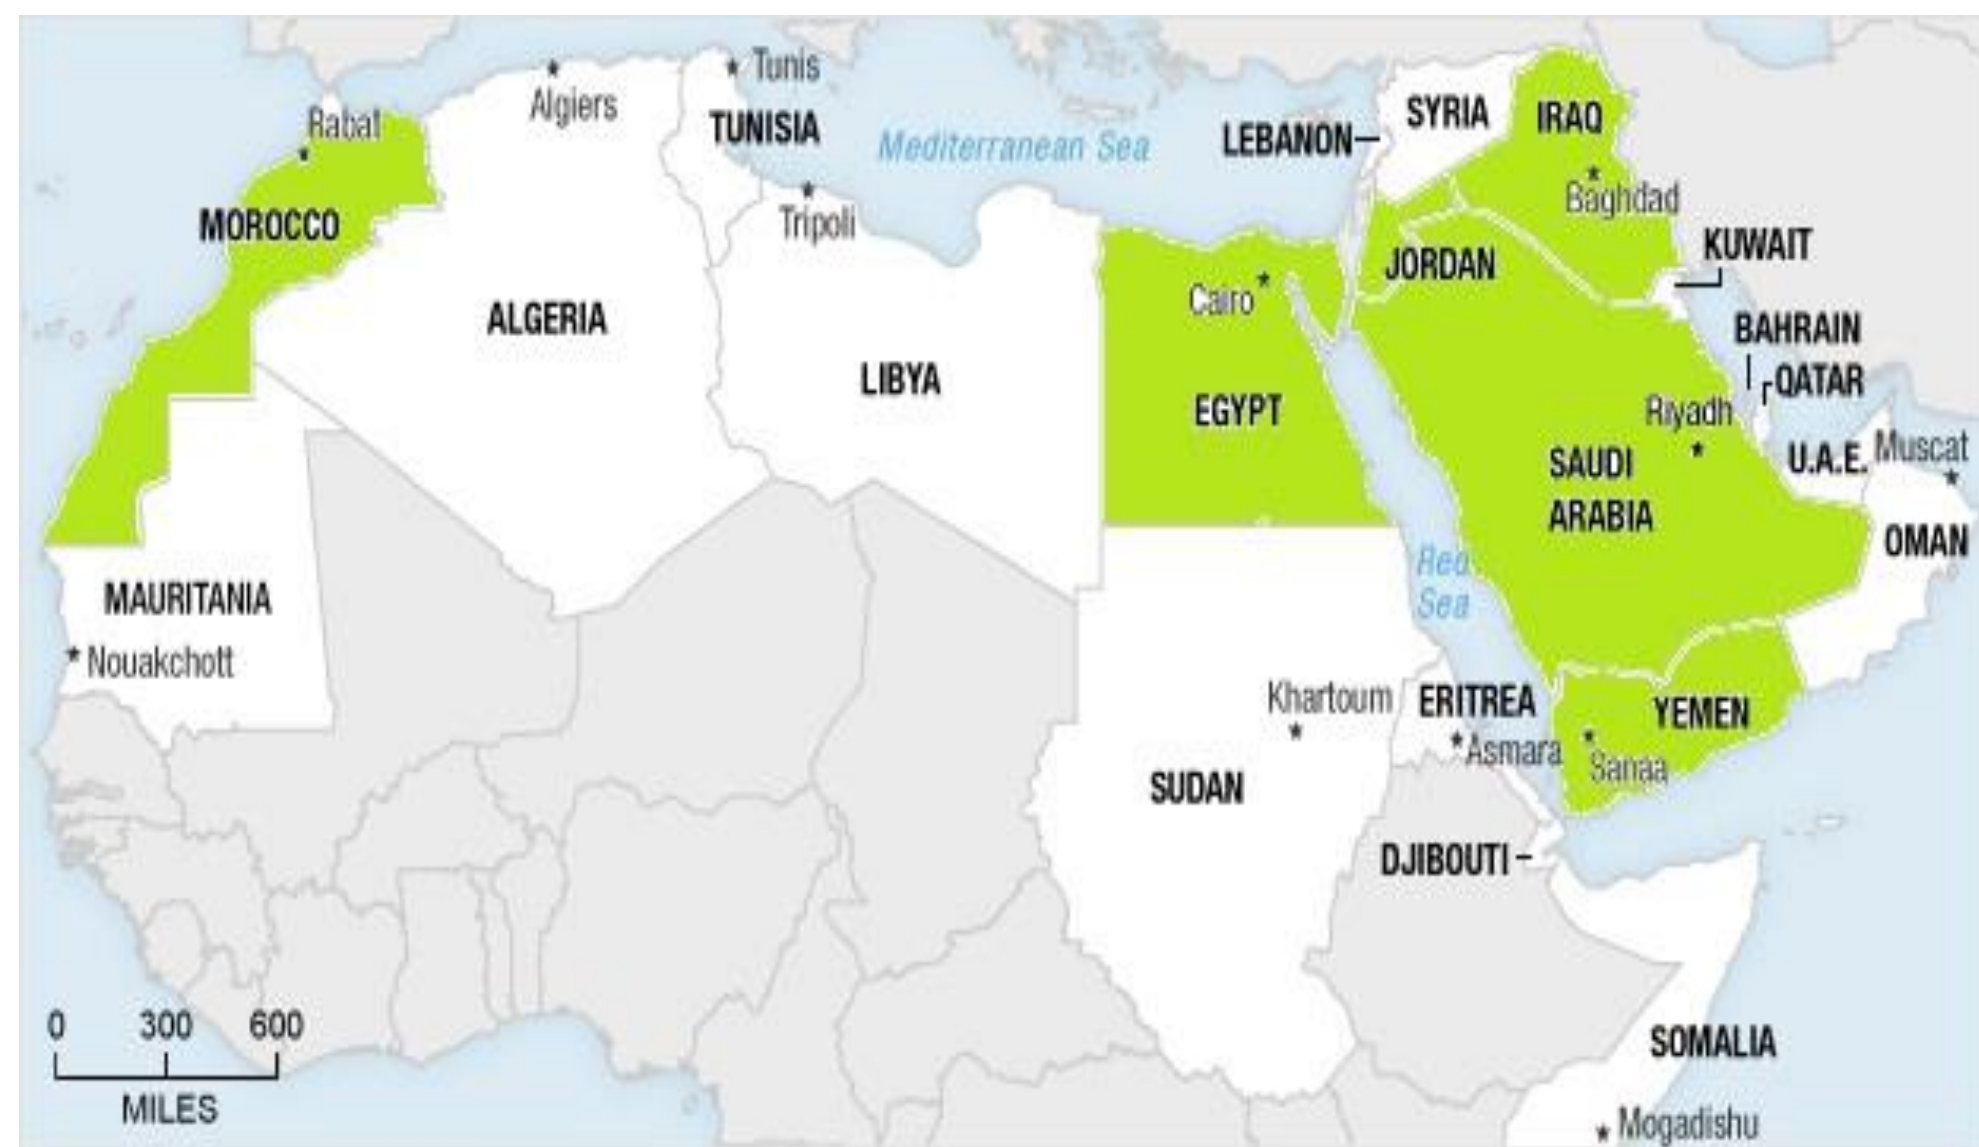 Tunis
Algiers
Rabat
TUNISIA
Mediterranean Sea
LEBANON
SYRIA
IRAQ
Baghdad
MOROCCO
Tripoli
KUWAIT
JORDAN
Cairo
ALGERIA
BAHRAIN
QATAR
LIBYA
EGYPT
Riyadh
SAUDI
ARABIA
U.A.E.
Muscat
OMAN
Red
Sea
MAURITANIA
Nouakchott
Khartoum
ERITREA
Asmara
YEMEN
Sanaa
SUDAN
DJIBOUTI
SOMALIA
Mogadishu
0 300 600
MILES